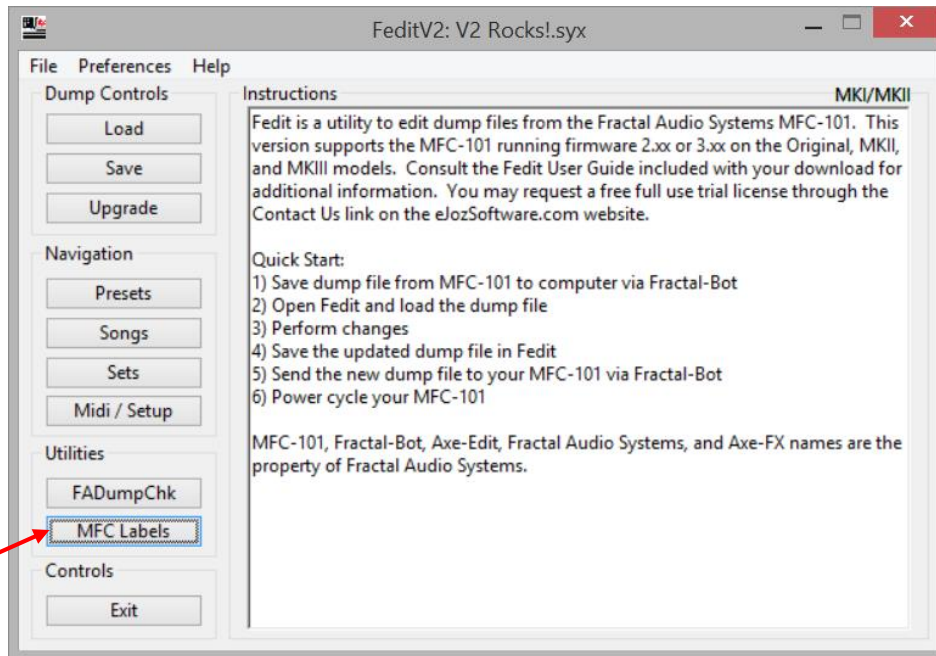 FeditV2: V2 Rocks!.syx
File Preferences Help
Dump Controls
Load
Save
Upgrade
Navigation
Presets
Songs
Sets
Midi / Setup
Utilities
FADumpChk
MFC Labels
Controls
Exit
Instructions
MKI/MKII
Fedit is a utility to edit dump files from the Fractal Audio Systems MFC-101. This
version supports the MFC-101 running firmware 2.xx or 3.xx on the Original, MKII,
and MKIII models. Consult the Fedit User Guide included with your download for
additional information. You may request a free full use trial license through the
Contact Us link on the eJozSoftware.com website.
Quick Start:
1) Save dump file from MFC-101 to computer via Fractal-Bot
2) Open Fedit and load the dump file
3) Perform changes
4) Save the updated dump file in Fedit
5) Send the new dump file to your MFC-101 via Fractal-Bot
6) Power cycle your MFC-101
MFC-101, Fractal-Bot, Axe-Edit, Fractal Audio Systems, and Axe-FX names are the
property of Fractal Audio Systems.